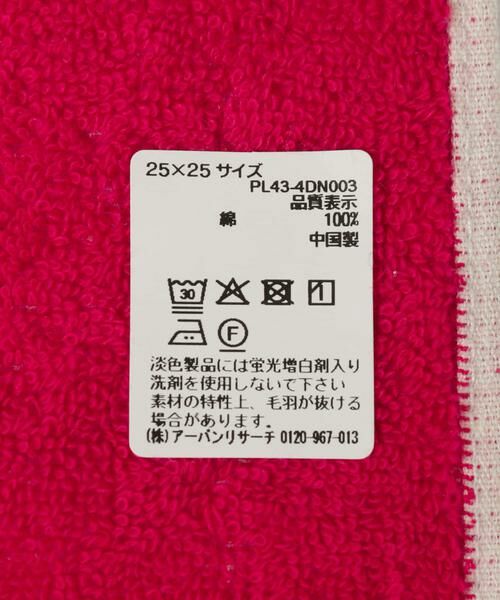 25×25 サイズ
PL43-4DN003
品質表示
綿 100%
中国製
30
F
淡色製品には蛍光増白剤入り
洗剤を使用しないで下さい
素材の特性上、毛羽が抜ける
場合があります。
(株)アーバンリサーチ 0120-967-013